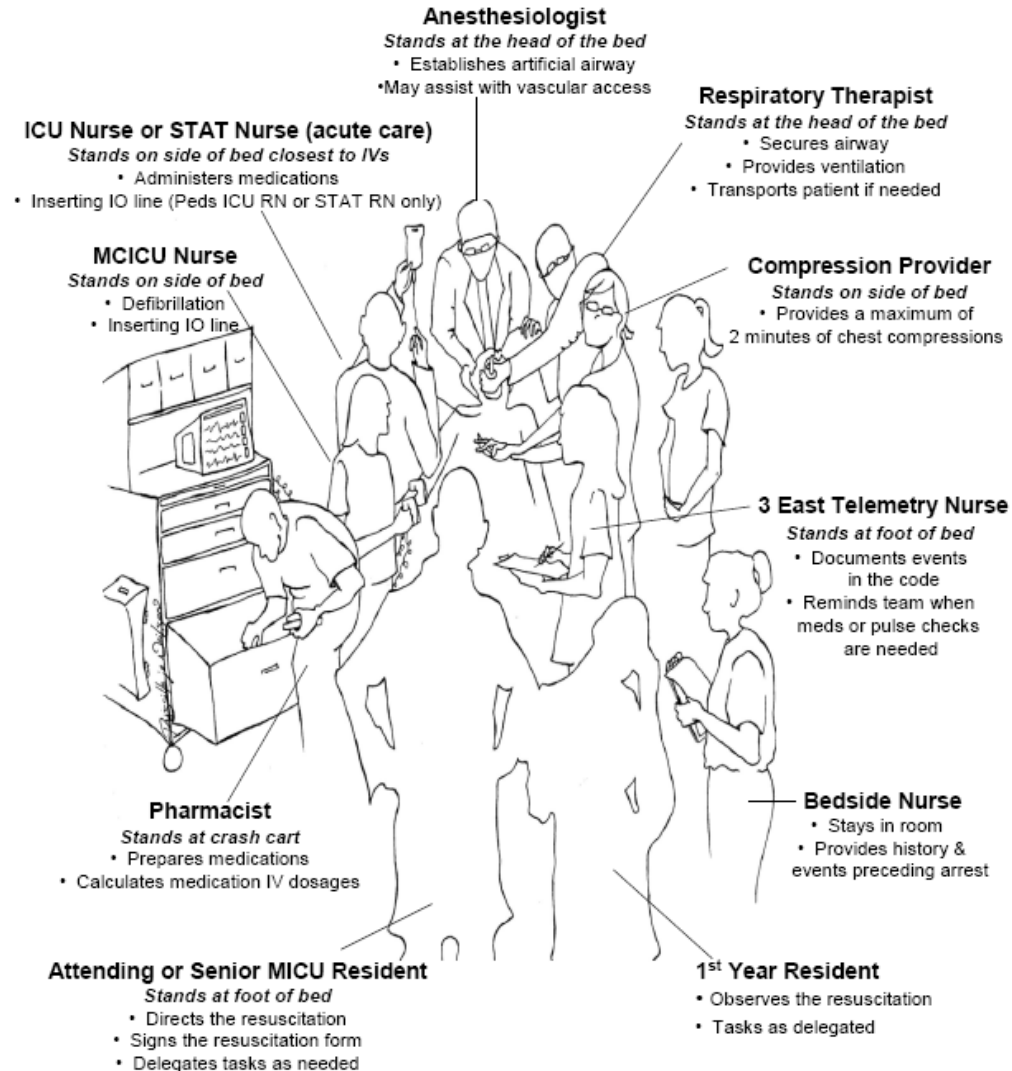 Anesthesiologist
Stands at the head of the bed
• Establishes artificial airway
•May assist with vascular access
Respiratory Therapist
Stands at the head of the bed
• Secures airway
• Provides ventilation
• Transports patient if needed
ICU Nurse or STAT Nurse (acute care)
Stands on side of bed closest to IVs
• Administers medications
• Inserting IO line (Peds ICU RN or STAT RN only)
MCICU Nurse
Stands on side of bed
• Defibrillation
• Inserting IO line
Compression Provider
Stands on side of bed
• Provides a maximum of
2 minutes of chest compressions
3 East Telemetry Nurse
Stands at foot of bed
• Documents events
in the code
• Reminds team when
meds or pulse checks
are needed
Bedside Nurse
• Stays in room
• Provides history &
events preceding arrest
Pharmacist
Stands at crash cart
• Prepares medications
• Calculates medication IV dosages
Attending or Senior MICU Resident
Stands at foot of bed
• Directs the resuscitation
• Signs the resuscitation form
• Delegates tasks as needed
1st Year Resident
• Observes the resuscitation
• Tasks as delegated